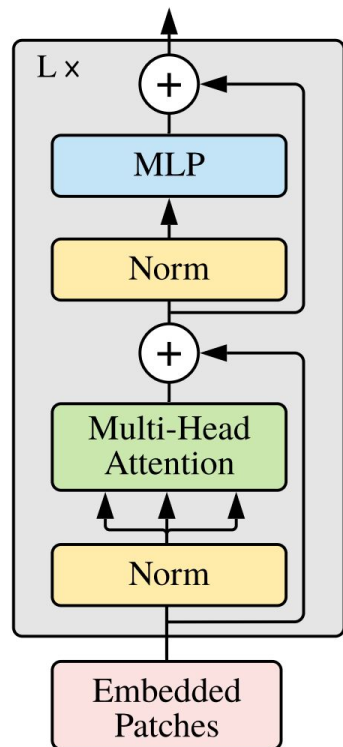 L ×
+
MLP
Norm
+
Multi-Head
Attention
Norm
Embedded
Patches